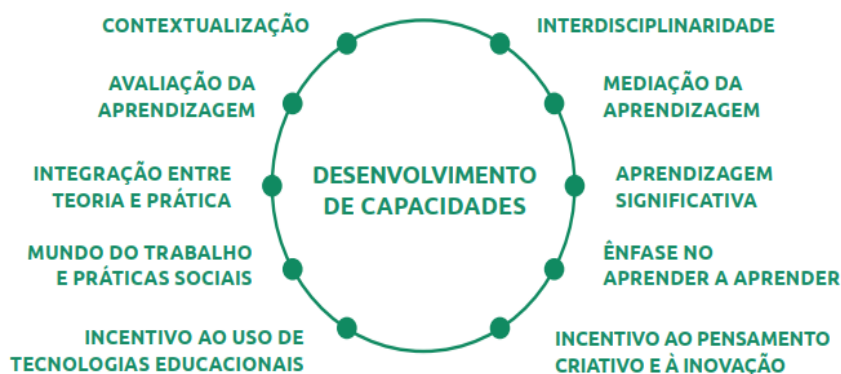 CONTEXTUALIZAÇÃO
INTERDISCIPLINARIDADE
AVALIAÇÃO DA
APRENDIZAGEM
MEDIAÇÃO DA
APRENDIZAGEM
INTEGRAÇÃO ENTRE
TEORIA E PRÁTICA
DESENVOLVIMENTO
DE CAPACIDADES
APRENDIZAGEM
SIGNIFICATIVA
MUNDO DO TRABALHO
E PRÁTICAS SOCIAIS
ÊNFASE NO
APRENDER A APRENDER
INCENTIVO AO USO DE
TECNOLOGIAS EDUCACIONAIS
INCENTIVO AO PENSAMENTO
CRIATIVO E À INOVAÇÃO